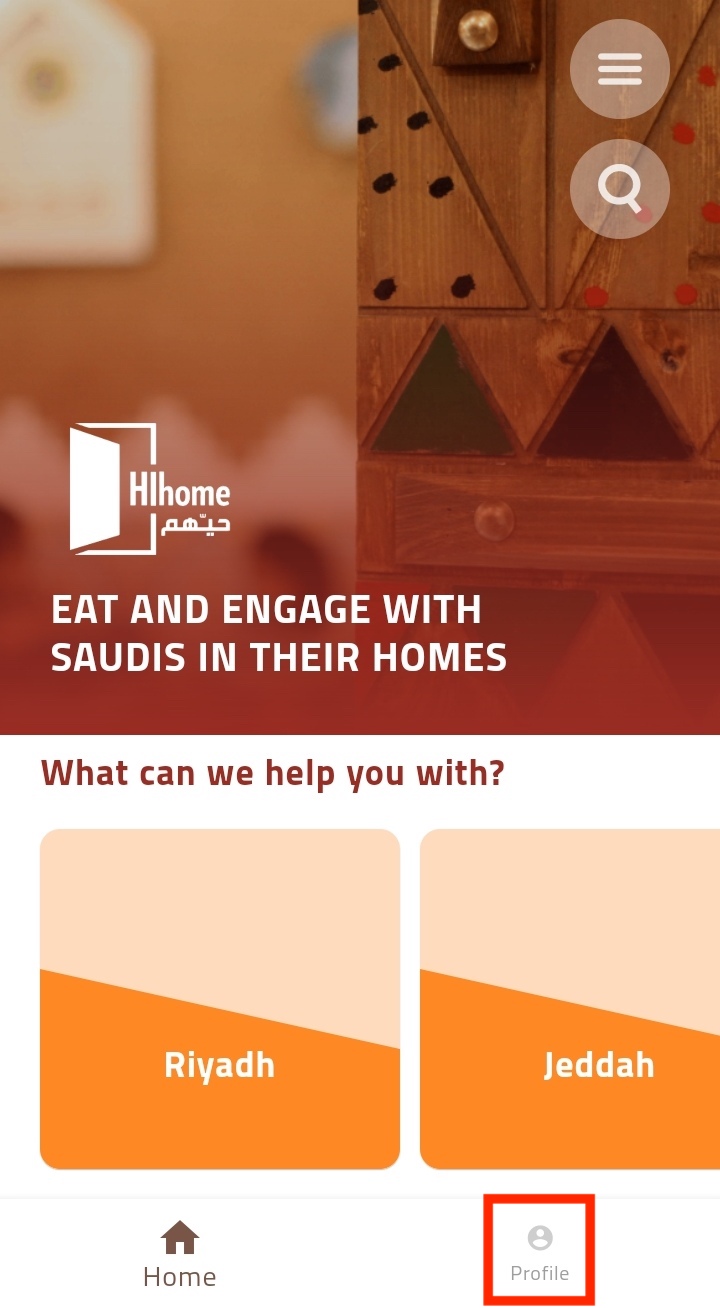 HIhome
حيّهم
EAT AND ENGAGE WITH
SAUDIS IN THEIR HOMES
What can we help you with?
Riyadh
Jeddah
Home
Profile